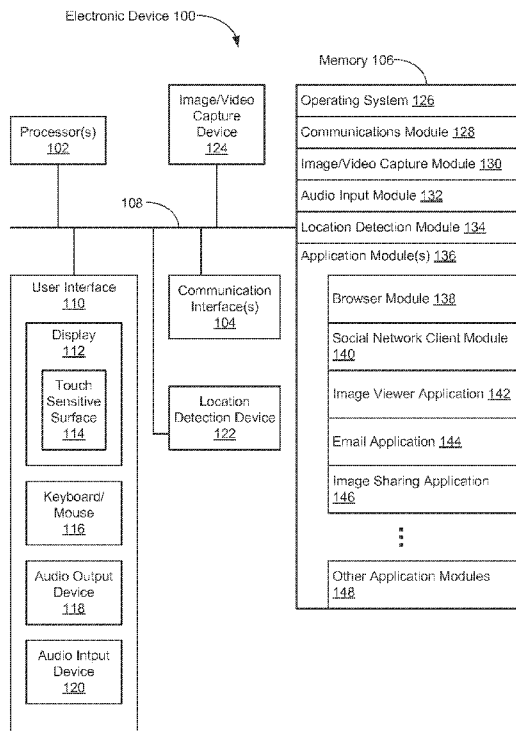 Electronic Device 100
Memory 106
Image/Video
Capture
Device
124
Processor(s)
102
108
Operating System 126
Communications Module 128
Image/Video Capture Module 130
Audio Input Module 132
Location Detection Module 134
Application Module(s) 136
Browser Module 138
Social Network Client Module
140
Image Viewer Application 142
Email Application 144
Image Sharing Application
146
Other Application Modules
148
User Interface
110
Display
112
Touch
Sensitive
Surface
114
Keyboard/
Mouse
116
Audio Output
Device
118
Audio Intput
Device
120
Communication
Interface(s)
104
Location
Detection Device
122